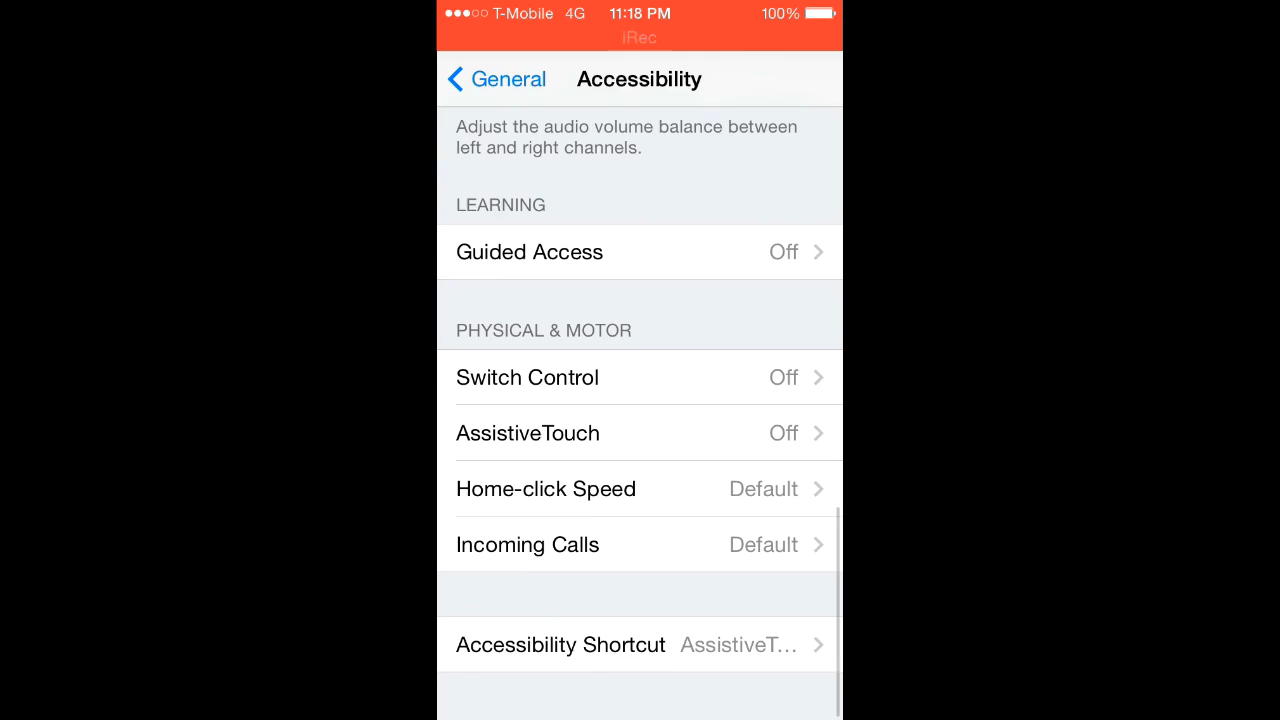 T-Mobile 4G 11:18 PM 100%
iRec
General Accessibility
Adjust the audio volume balance between
left and right channels.
LEARNING
Guided Access Off
PHYSICAL & MOTOR
Switch Control Off
AssistiveTouch Off
Home-click Speed Default
Incoming Calls Default
Accessibility Shortcut AssistiveT...